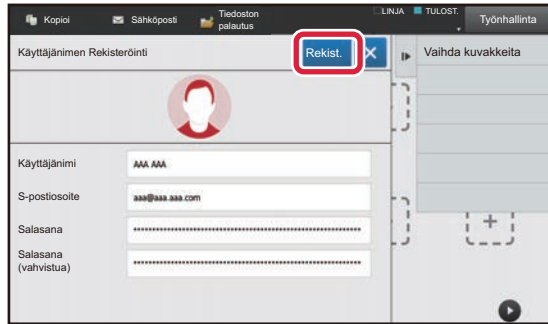 Kopioi
Sähköposti
Tiedoston
palautus
LINJA
TULOST.
Työnhallinta
Käyttäjänimen Rekisteröinti
Rekist.
Vaihda kuvakkeita
Käyttäjänimi
AAA AAA
S-postiosoite
aaa@aaa.aaa.com
Salasana
Salasana
(vahvistua)